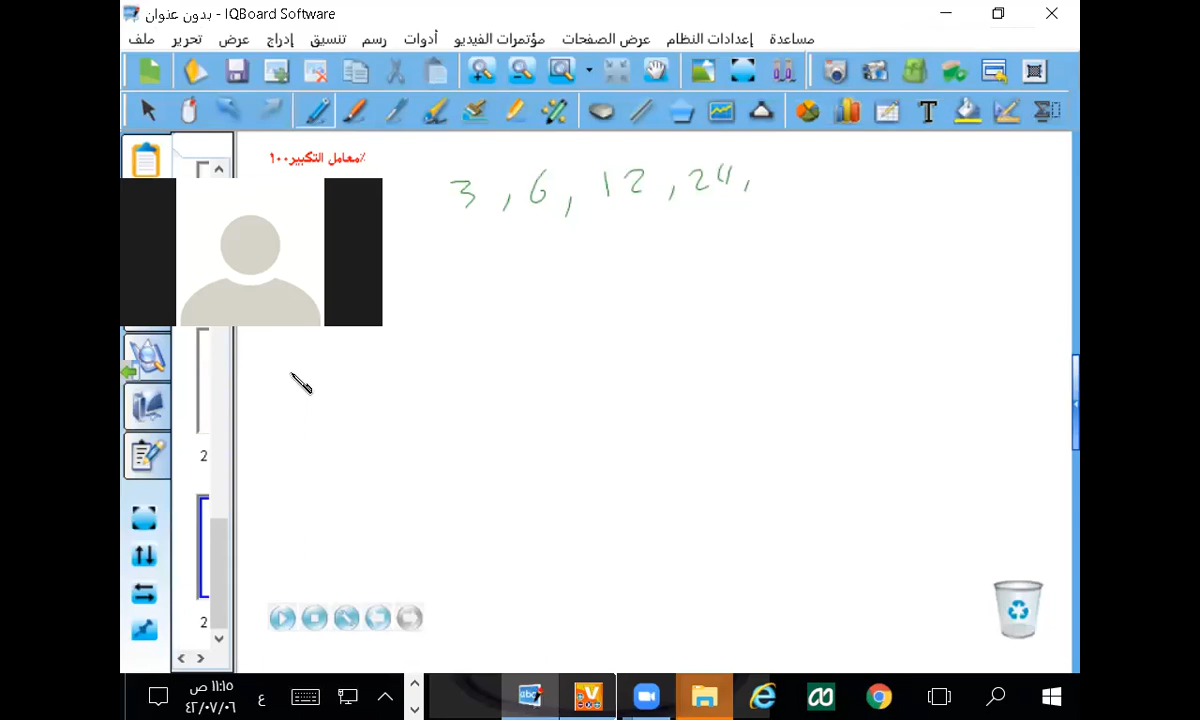 بدون عنوان - IQBoard Software
ملف تحرير عرض إدراج تنسيق رسم أدوات مؤتمرات الفيديو عرض الصفحات إعدادات النظام مساعدة
معامل التكبير١٠٠٪
3 , 6 , 12 , 24 ,
2
2
١١:١٥ ص
ع
٤٢/٠٧/٠٦